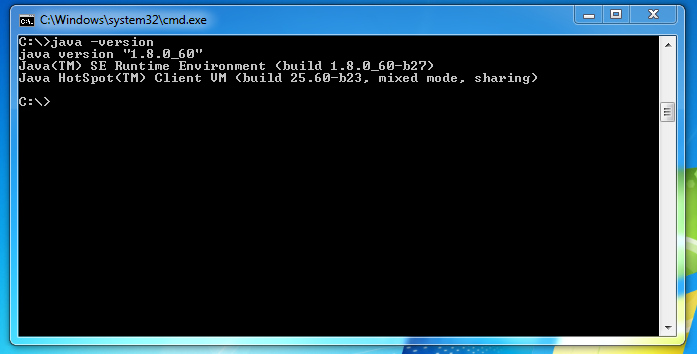 C:\Windows\system32\cmd.exe
C:\>java -version
java version "1.8.0_60"
Java(TM) SE Runtime Environment (build 1.8.0_60-b27)
Java HotSpot(TM) Client VM (build 25.60-b23, mixed mode, sharing)
C:\>